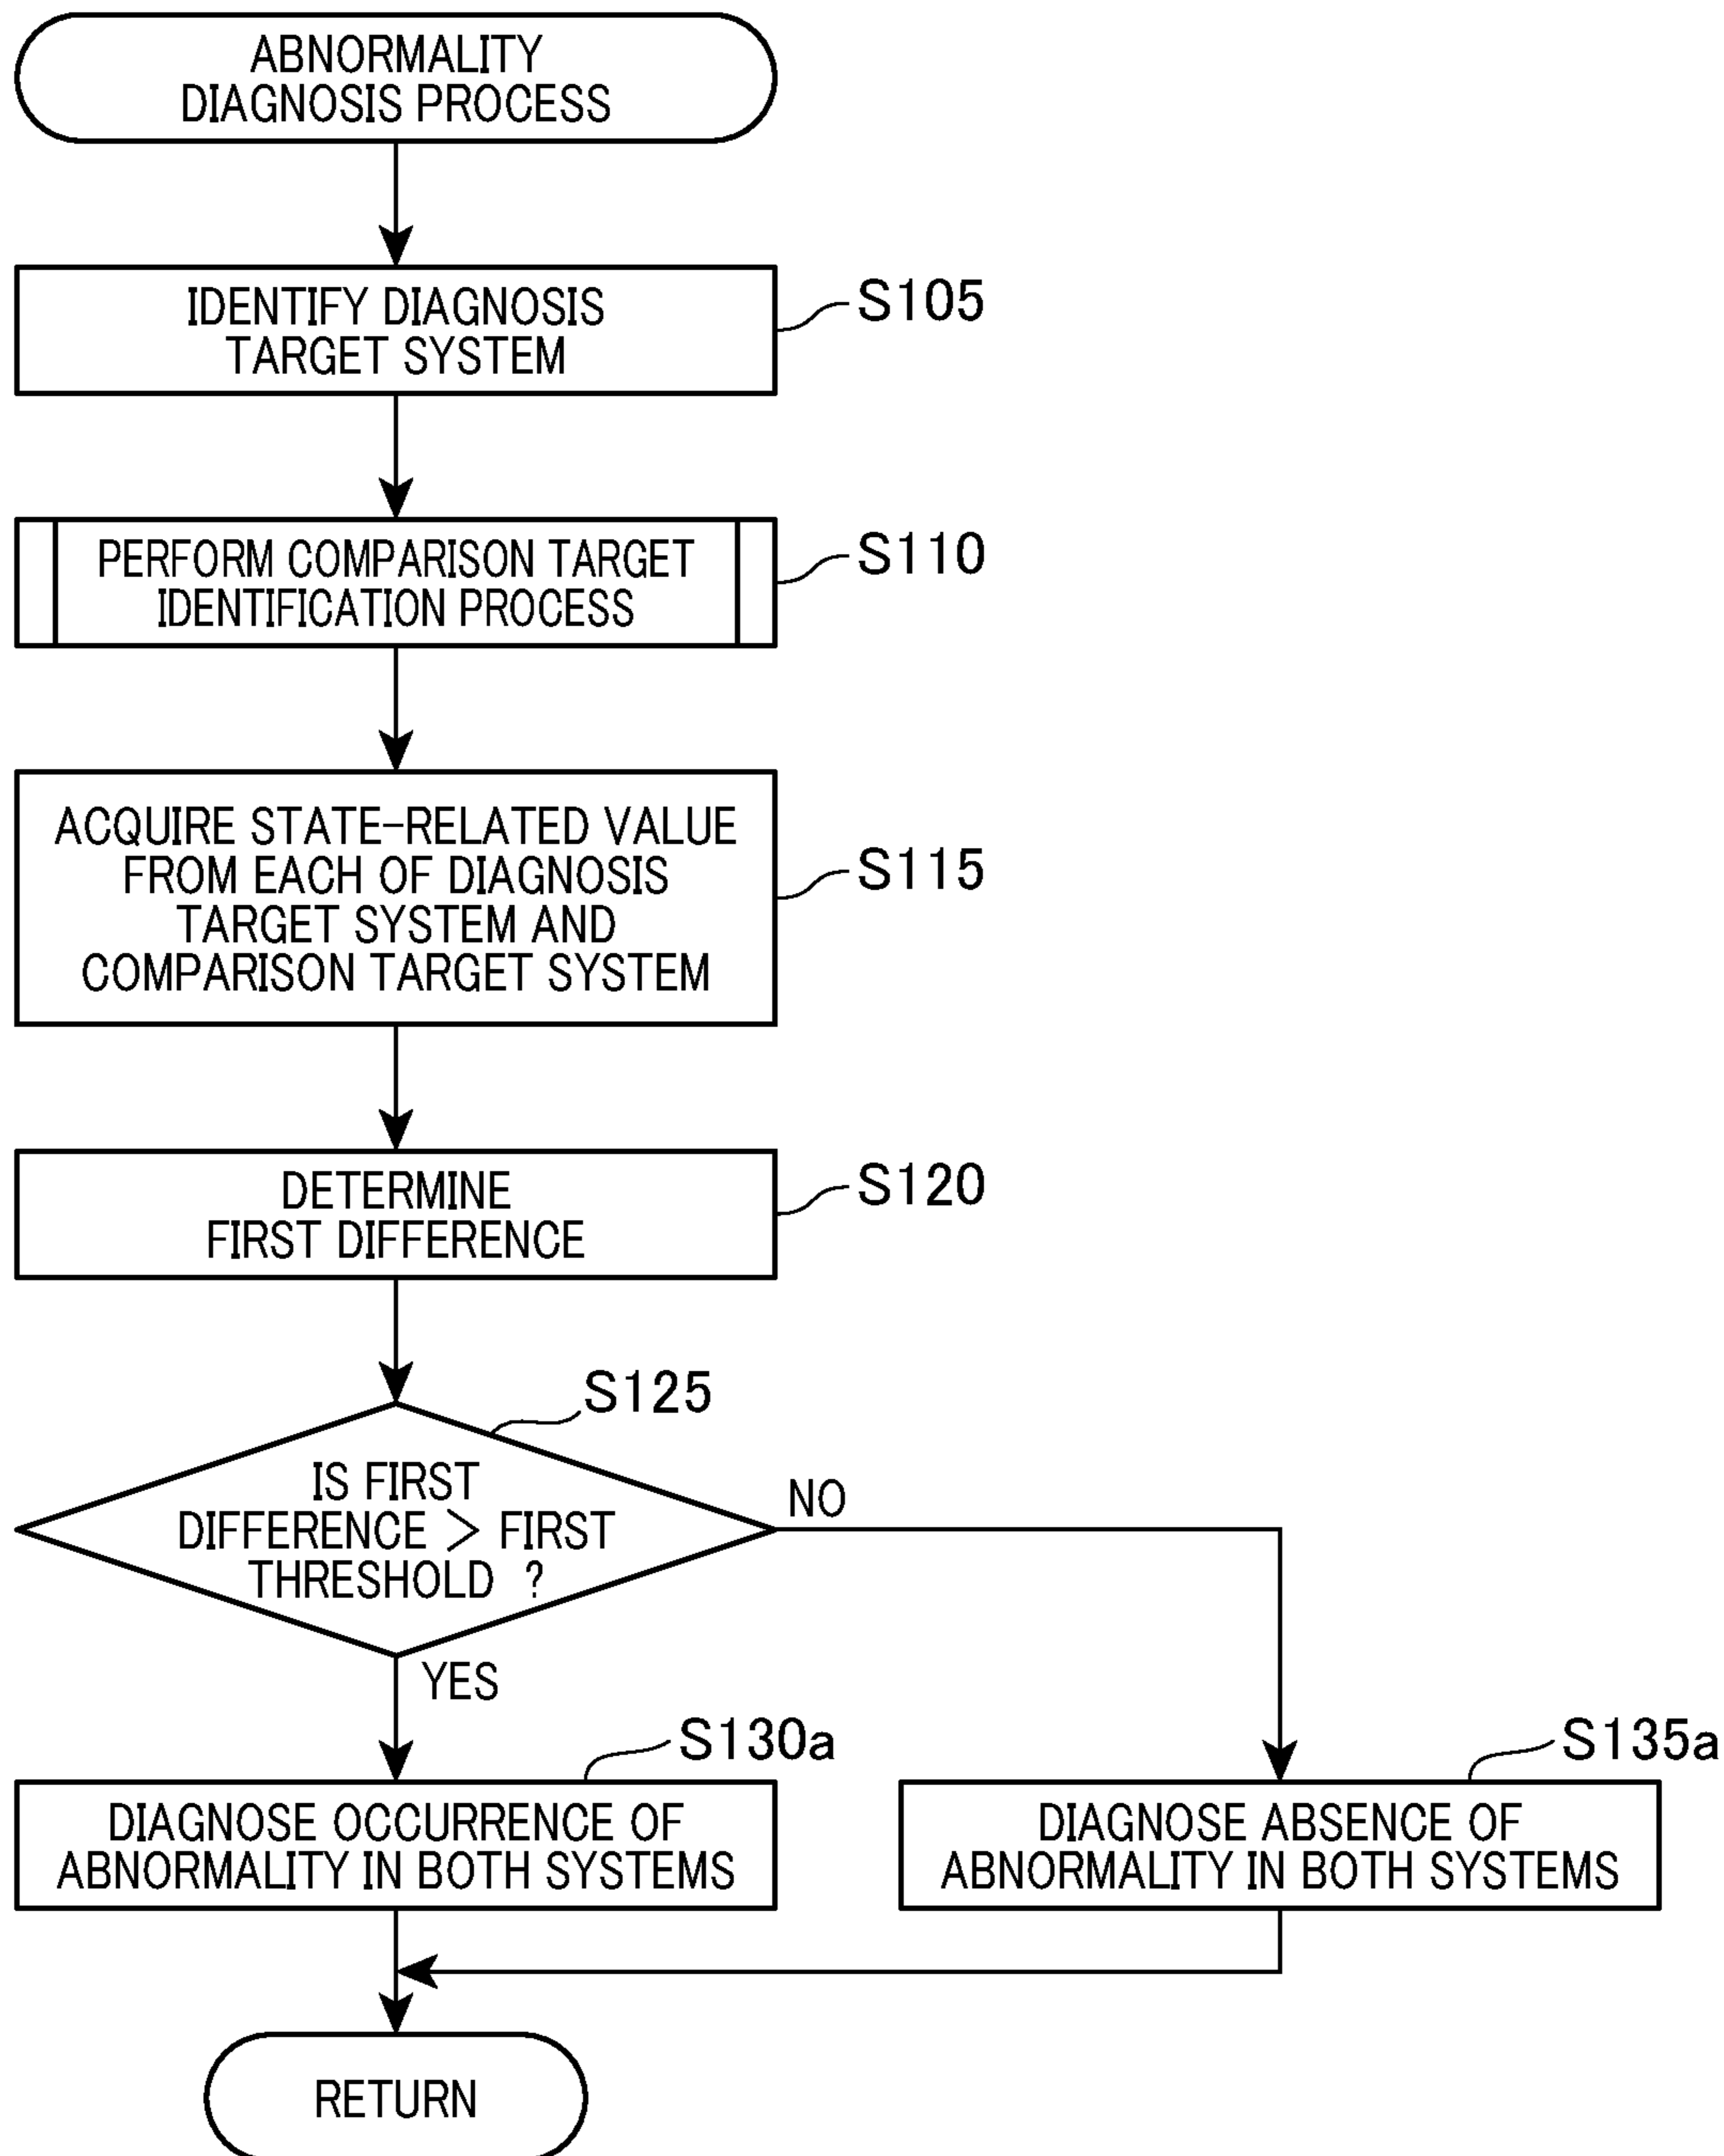 ABNORMALITY
DIAGNOSIS PROCESS
IDENTIFY DIAGNOSIS
TARGET SYSTEM
S105
PERFORM COMPARISON TARGET
IDENTIFICATION PROCESS
S110
ACQUIRE STATE-RELATED VALUE
FROM EACH OF DIAGNOSIS
TARGET SYSTEM AND
COMPARISON TARGET SYSTEM
S115
DETERMINE
FIRST DIFFERENCE
S120
S125
IS FIRST
DIFFERENCE > FIRST
THRESHOLD ?
NO
YES
S130a
DIAGNOSE OCCURRENCE OF
ABNORMALITY IN BOTH SYSTEMS
S135a
DIAGNOSE ABSENCE OF
ABNORMALITY IN BOTH SYSTEMS
RETURN